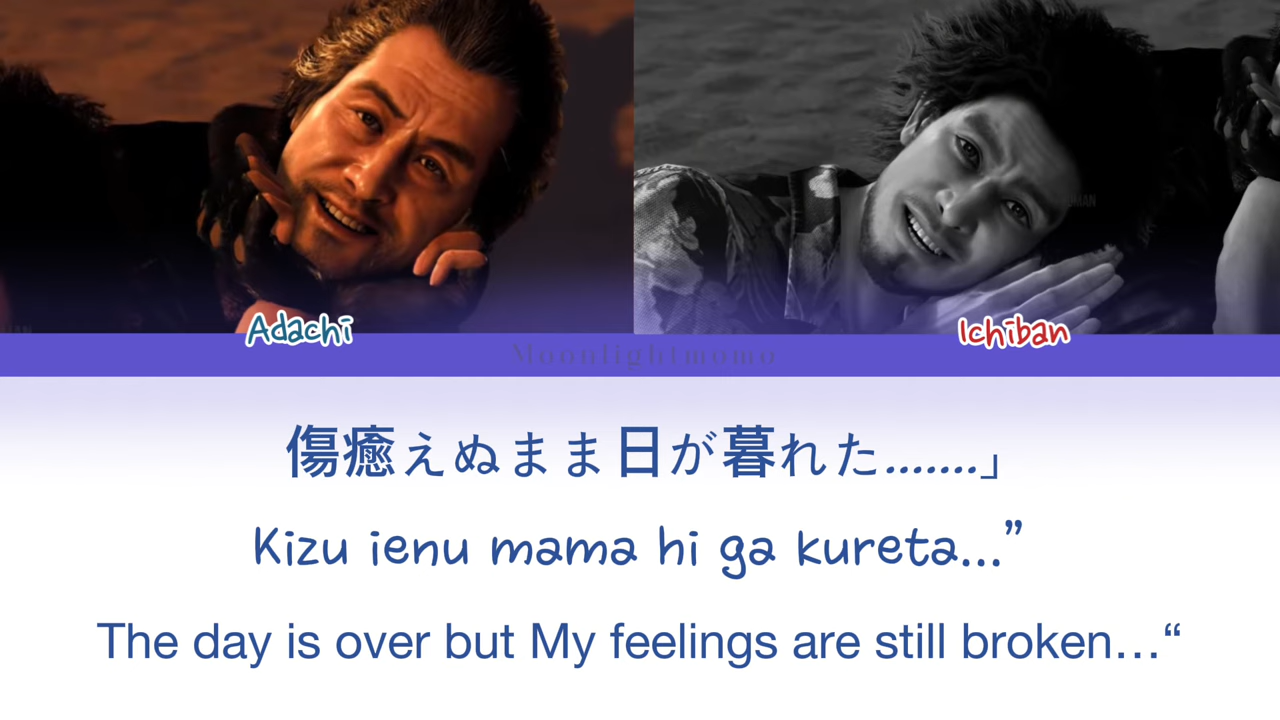 Adachi
Ichiban
Moonlightmomo
傷癒えぬまま日が暮れた.......」
Kizu ienu mama hi ga kureta...”
The day is over but My feelings are still broken...“